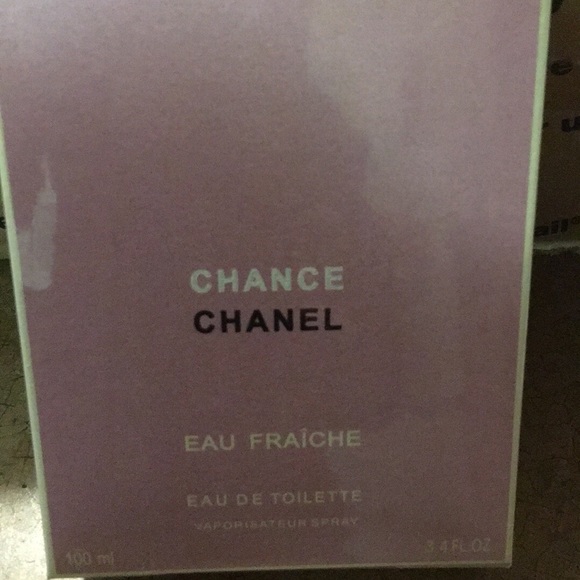 CHANCE
CHANEL
EAU FRAÎCHE
EAU DE TOILETTE
VAPORISATEUR SPRAY
100 ml
3.4 FL.OZ